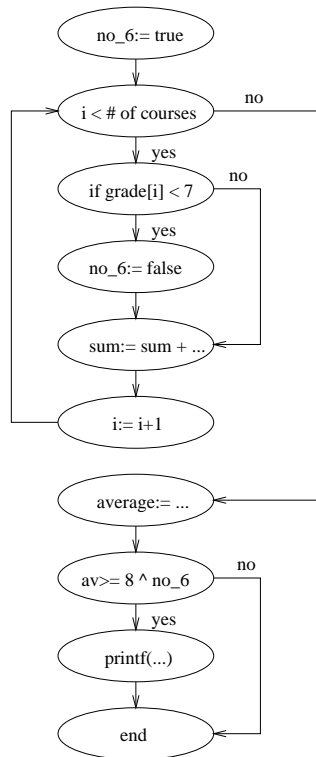 no_6:= true
i < # of courses
no
yes
if grade[i] < 7
no
yes
no_6:= false
sum:= sum + ...
i:= i+1
average:= ...
av>= 8 ^ no_6
no
yes
printf(...)
end